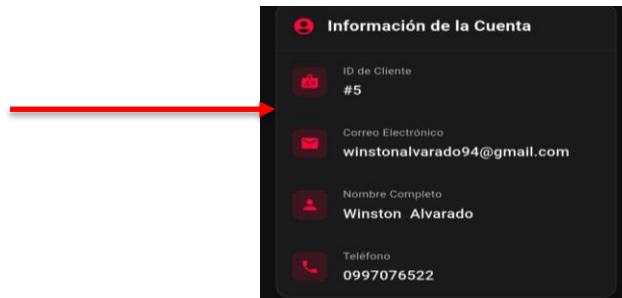 Información de la Cuenta
ID de Cliente
#5
Correo Electrónico
winstonalvarado94@gmail.com
Nombre Completo
Winston  Alvarado
Teléfono
0997076522